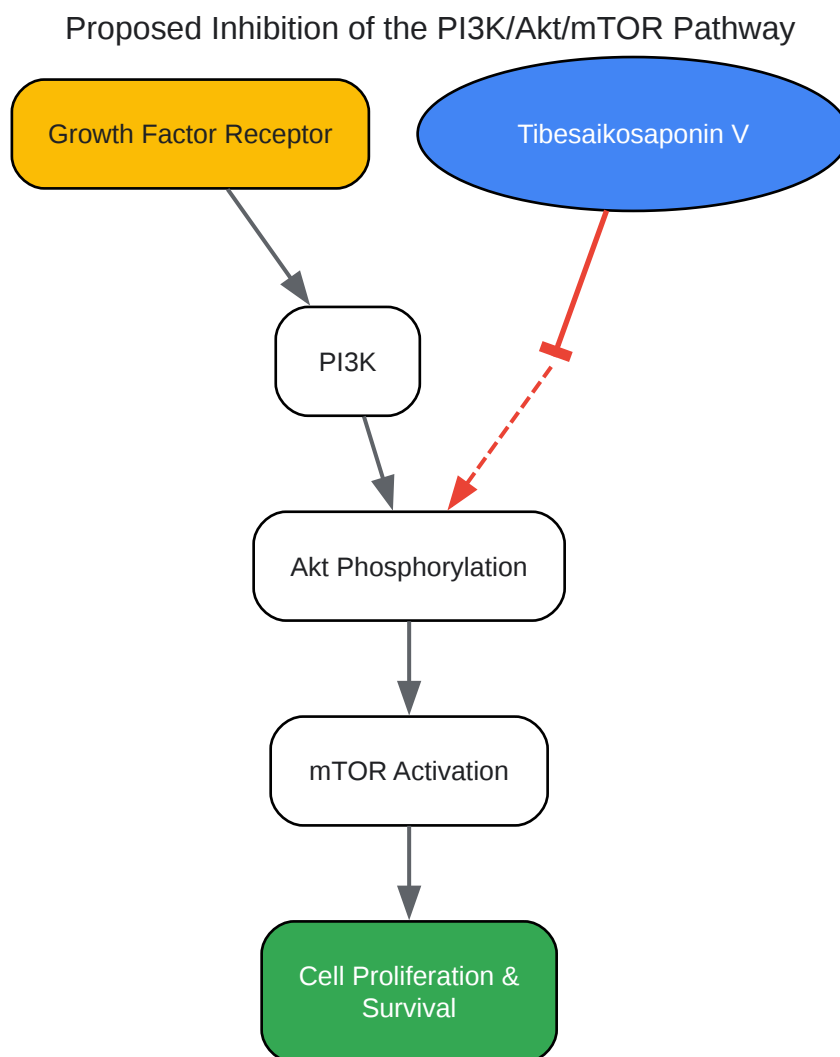 Proposed Inhibition of the PI3K/Akt/mTOR Pathway
Growth Factor Receptor
Tibesaikosaponin V
PI3K
Akt Phosphorylation
mTOR Activation
Cell Proliferation &
Survival